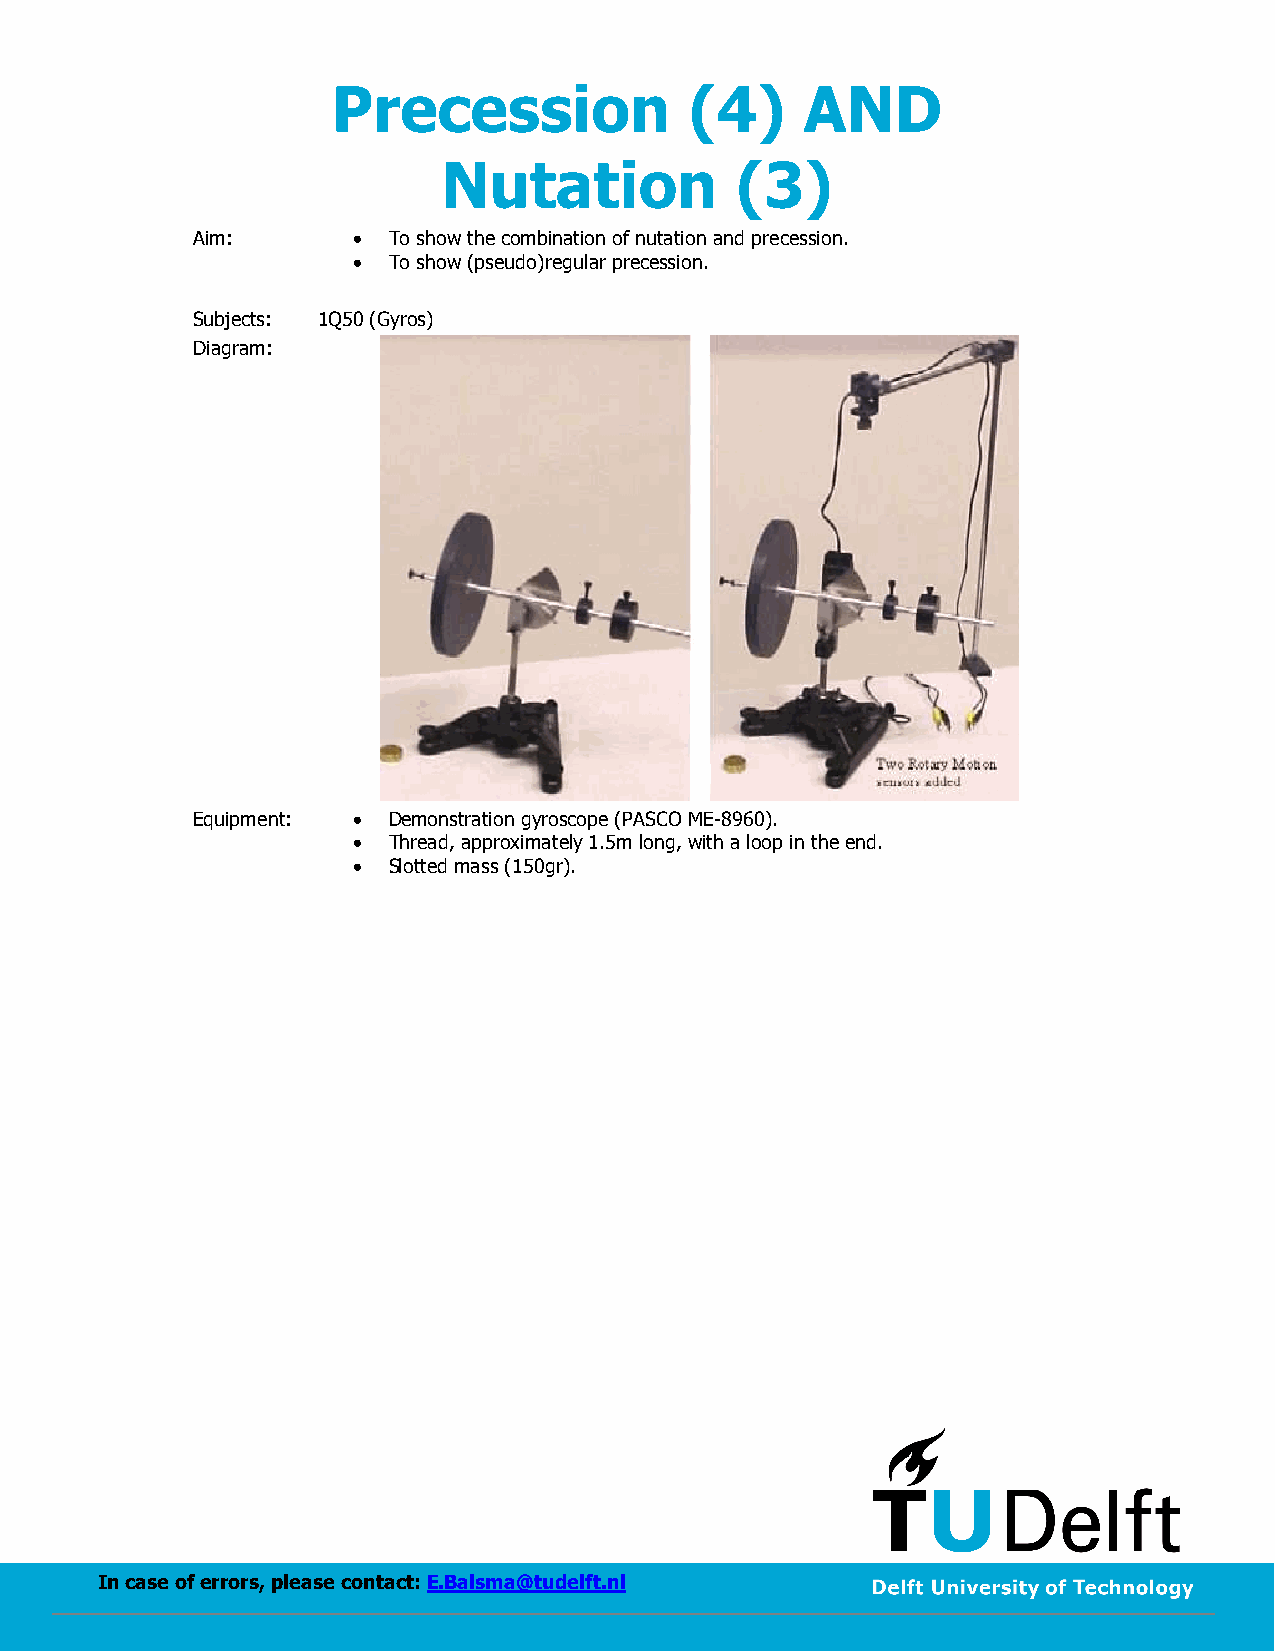 Precession (4) AND
Nutation (3)
Aim: • To show the combination of nutation and precession.
• To show (pseudo)regular precession.
Subjects: 1Q50 (Gyros)
Diagram:
Two Rotary Motion
sensors added
Equipment: • Demonstration gyroscope (PASCO ME-8960).
• Thread, approximately 1.5m long, with a loop in the end.
• Slotted mass (150gr).
TUDelft
In case of errors, please contact: E.Balsma@tudelft.nl
Delft University of Technology